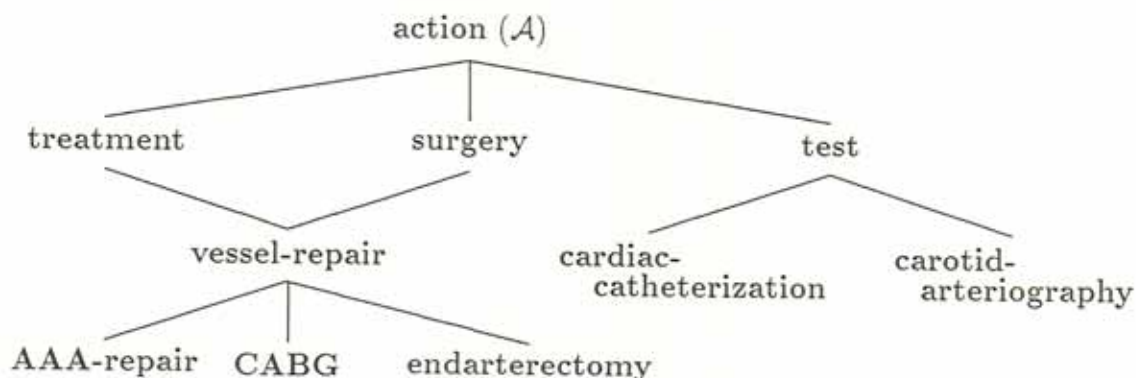 action (𝒜)
treatment
surgery
test
vessel-repair
cardiac-
catheterization
carotid-
arteriography
AAA-repair
CABG
endarterectomy